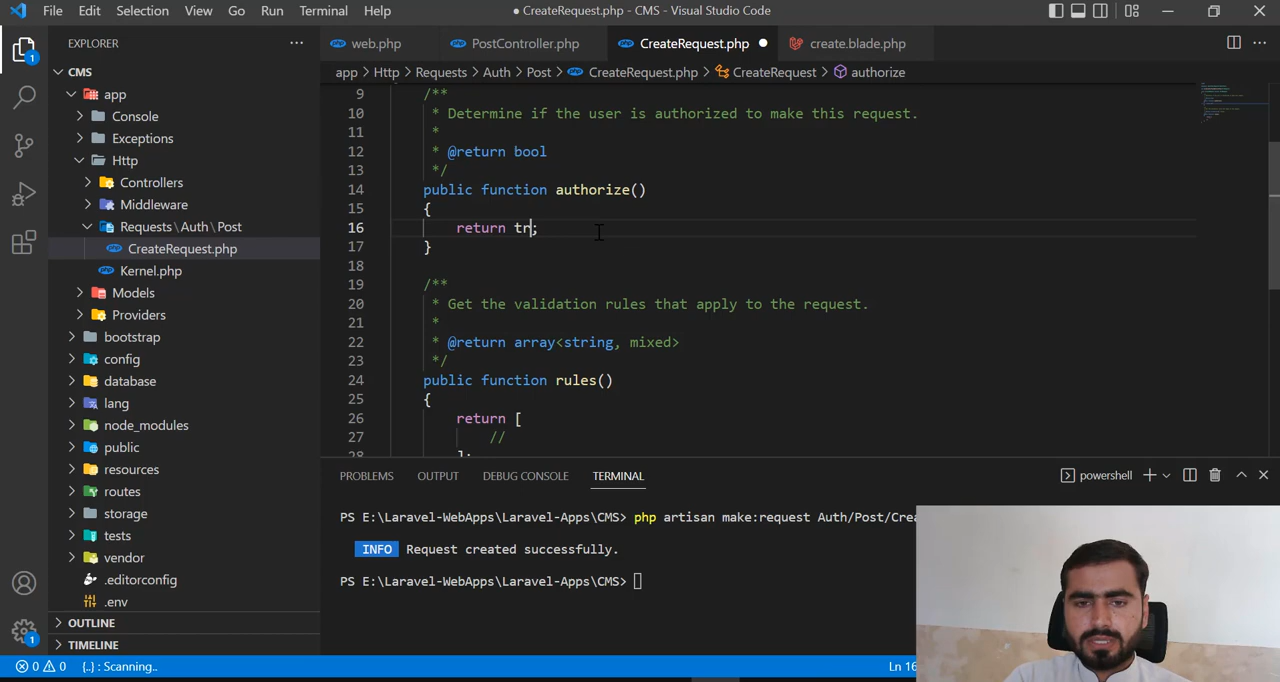 File Edit Selection View Go Run Terminal Help
● CreateRequest.php - CMS - Visual Studio Code
EXPLORER
CMS
app
Console
Exceptions
Http
Controllers
Middleware
Requests\Auth\Post
CreateRequest.php
Kernel.php
Models
Providers
bootstrap
config
database
lang
node_modules
public
resources
routes
storage
tests
vendor
.editorconfig
.env
OUTLINE
TIMELINE
web.php PostController.php CreateRequest.php create.blade.php
app > Http > Requests > Auth > Post > CreateRequest.php > CreateRequest > authorize
9 /**
10 * Determine if the user is authorized to make this request.
11 *
12 * @return bool
13 */
14 public function authorize()
15 {
16 return tr;
17 }
18
19 /**
20 * Get the validation rules that apply to the request.
21 *
22 * @return array<string, mixed>
23 */
24 public function rules()
25 {
26 return [
27 //
28 ];
PROBLEMS OUTPUT DEBUG CONSOLE TERMINAL
powershell
PS E:\Laravel-WebApps\Laravel-Apps\CMS> php artisan make:request Auth/Post/Crea
INFO Request created successfully.
PS E:\Laravel-WebApps\Laravel-Apps\CMS>
1
1
0 0 {..} : Scanning..
Ln 16